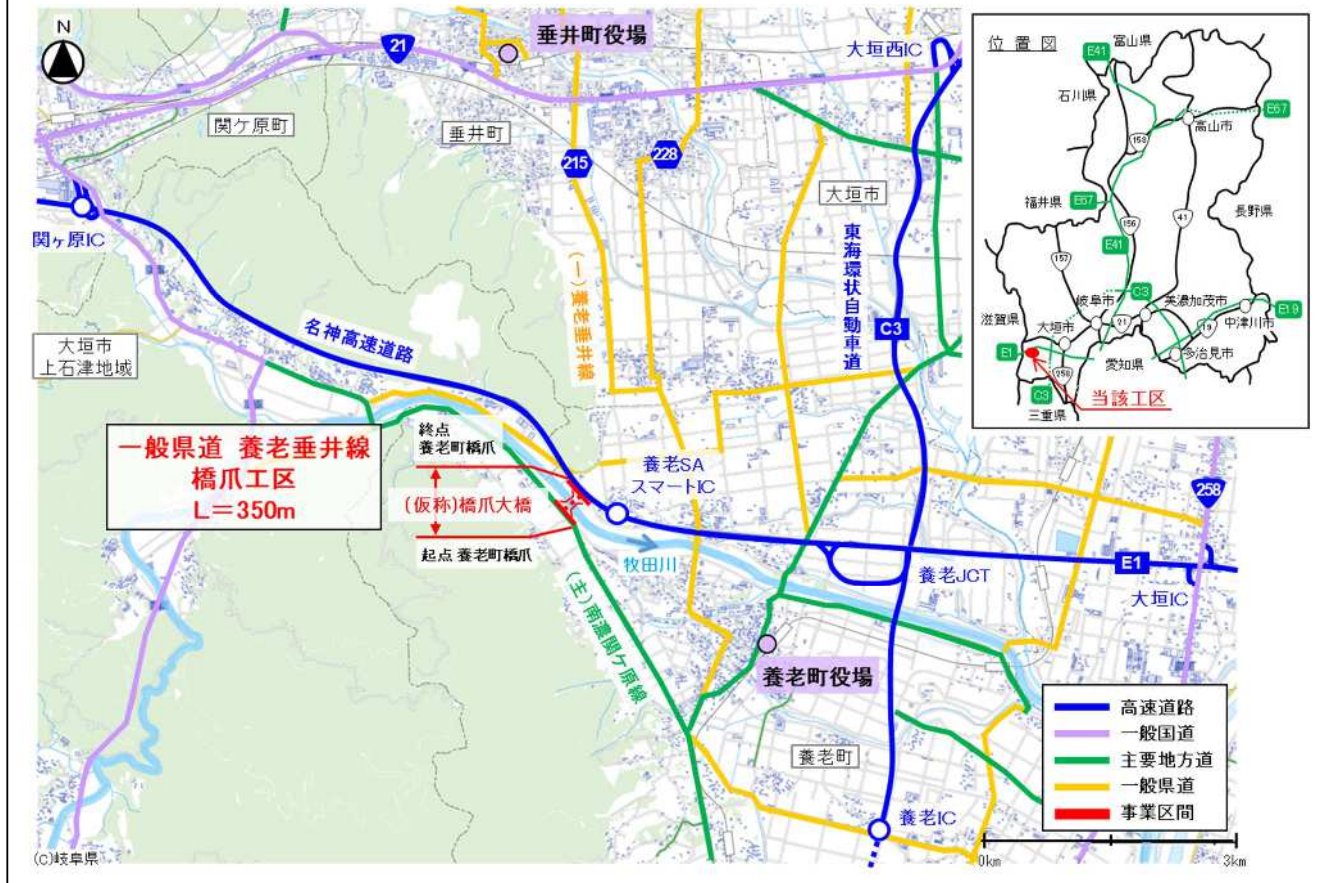 N
21
垂井町役場
大垣西IC
関ケ原町
垂井町
215
228
大垣市
関ヶ原IC
(一)養老垂井線
東海環状自動車道
C3
名神高速道路
大垣市
上石津地域
一般県道 養老垂井線
橋爪工区
L=350m
終点
養老町橋爪
(仮称)橋爪大橋
起点 養老町橋爪
養老SA
スマートIC
258
牧田川
養老JCT
E1
大垣IC
(主)南濃関ケ原線
養老町役場
養老町
養老IC
位置図
富山県
E41
石川県
E67
高山市
158
福井県
E67
長野県
156
41
E41
157
C3
岐阜市
美濃加茂市
滋賀県
大垣市
21
19
中津川市
E19
E1
愛知県
多治見市
258
C3
三重県
当該工区
高速道路
一般国道
主要地方道
一般県道
事業区間
0km
3km
(C)岐阜県